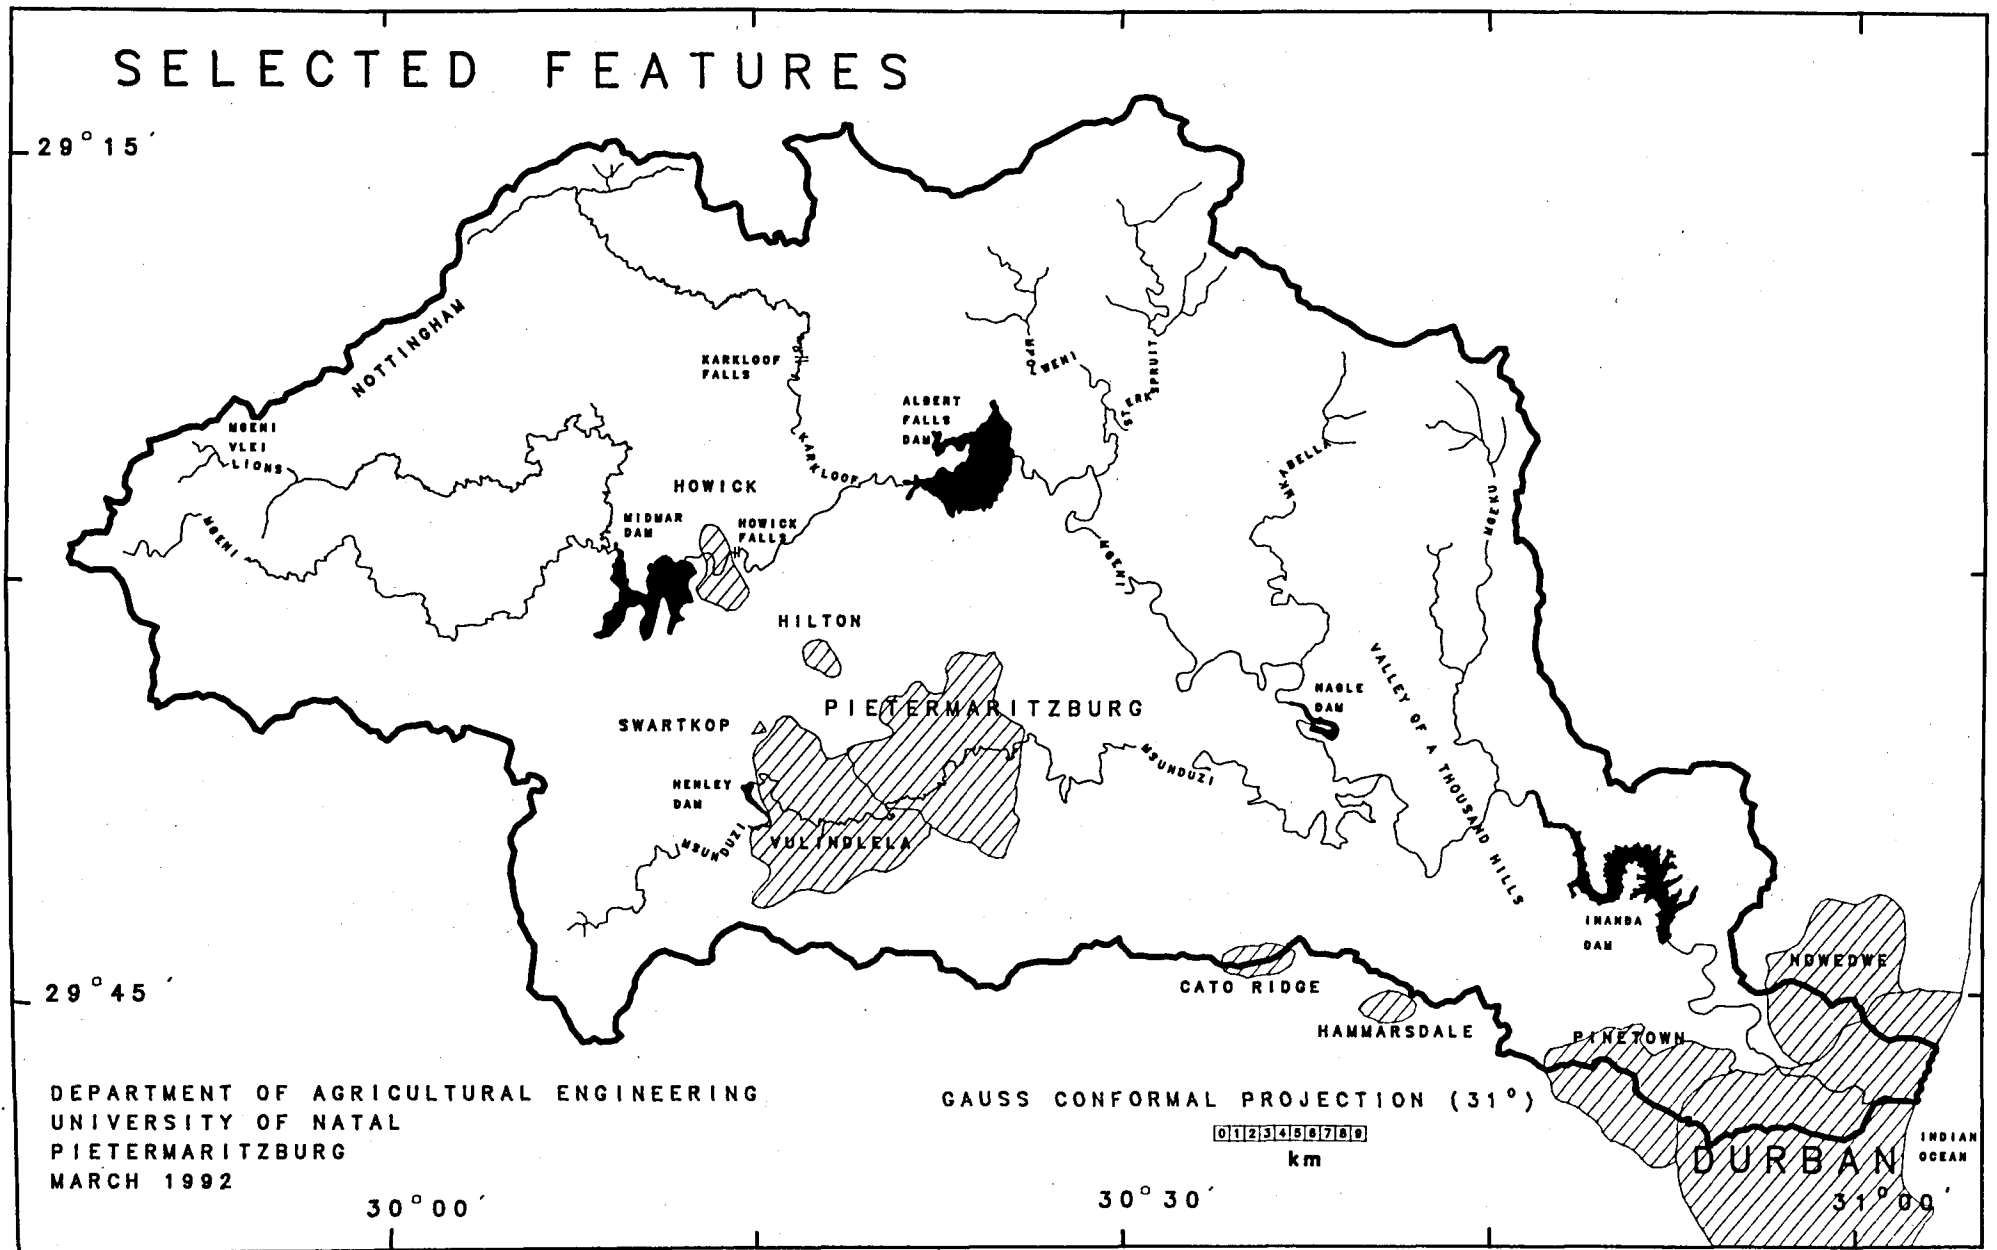 SELECTED FEATURES
29°15´
NOTTINGHAM
KARKLOOF
FALLS
MPOLWENI
STERKSPRUIT
ALBERT
FALLS
DAM
MGENI
VLEI
LIONS
KARKLOOF
MKABELLA
MQEKU
HOWICK
MIDMAR
DAM
HOWICK
FALLS
MGENI
MGENI
HILTON
VALLEY OF A THOUSAND HILLS
NAGLE
DAM
PIETERMARITZBURG
SWARTKOP
MSUNDUZI
HENLEY
DAM
MSUNDUZI
VULINDLELA
INANDA
DAM
NDWEDWE
29°45´
CATO RIDGE
HAMMARSDALE
PINETOWN
DEPARTMENT OF AGRICULTURAL ENGINEERING
UNIVERSITY OF NATAL
PIETERMARITZBURG
MARCH 1992
GAUSS CONFORMAL PROJECTION (31°)
0 1 2 3 4 5 6 7 8 9
km
DURBAN
INDIAN
OCEAN
30°00´
30°30´
31°00´